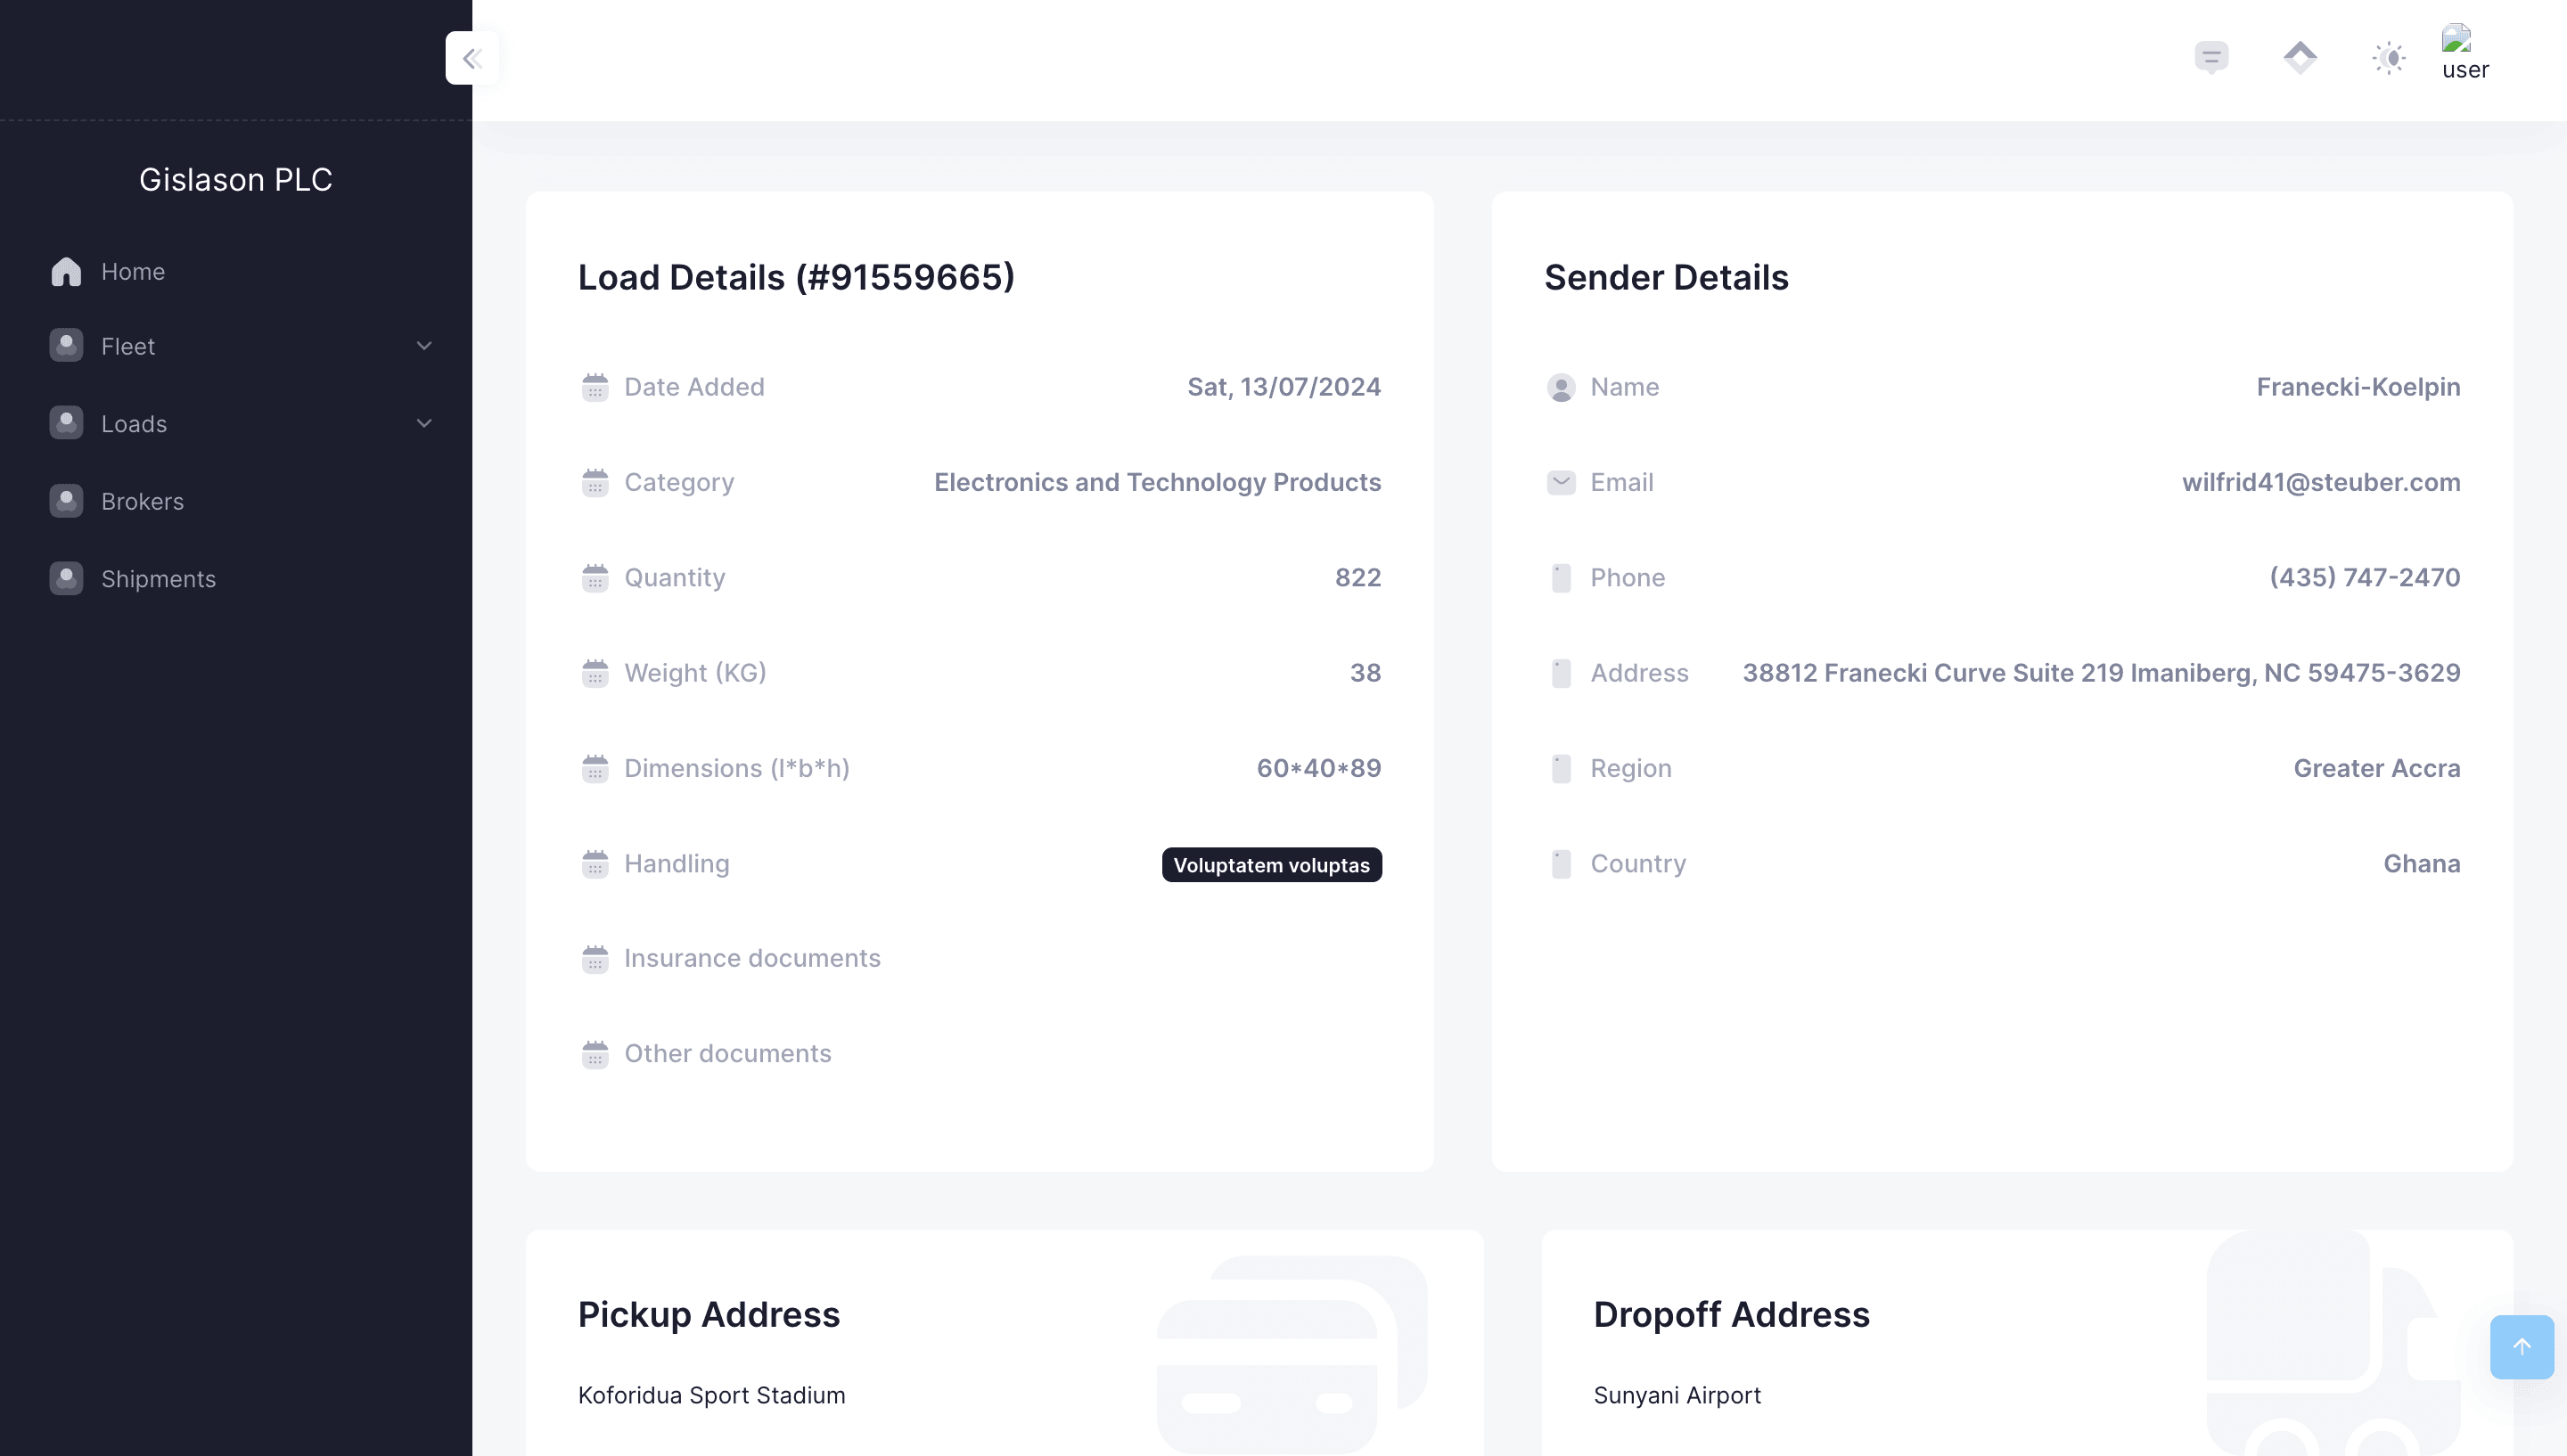 user
Gislason PLC
Home
Fleet
Loads
Brokers
Shipments
Load Details (#91559665)
Date Added Sat, 13/07/2024
Category Electronics and Technology Products
Quantity 822
Weight (KG) 38
Dimensions (l*b*h) 60*40*89
Handling Voluptatem voluptas
Insurance documents
Other documents
Sender Details
Name Franecki-Koelpin
Email wilfrid41@steuber.com
Phone (435) 747-2470
Address 38812 Franecki Curve Suite 219 Imaniberg, NC 59475-3629
Region Greater Accra
Country Ghana
Pickup Address
Koforidua Sport Stadium
Dropoff Address
Sunyani Airport